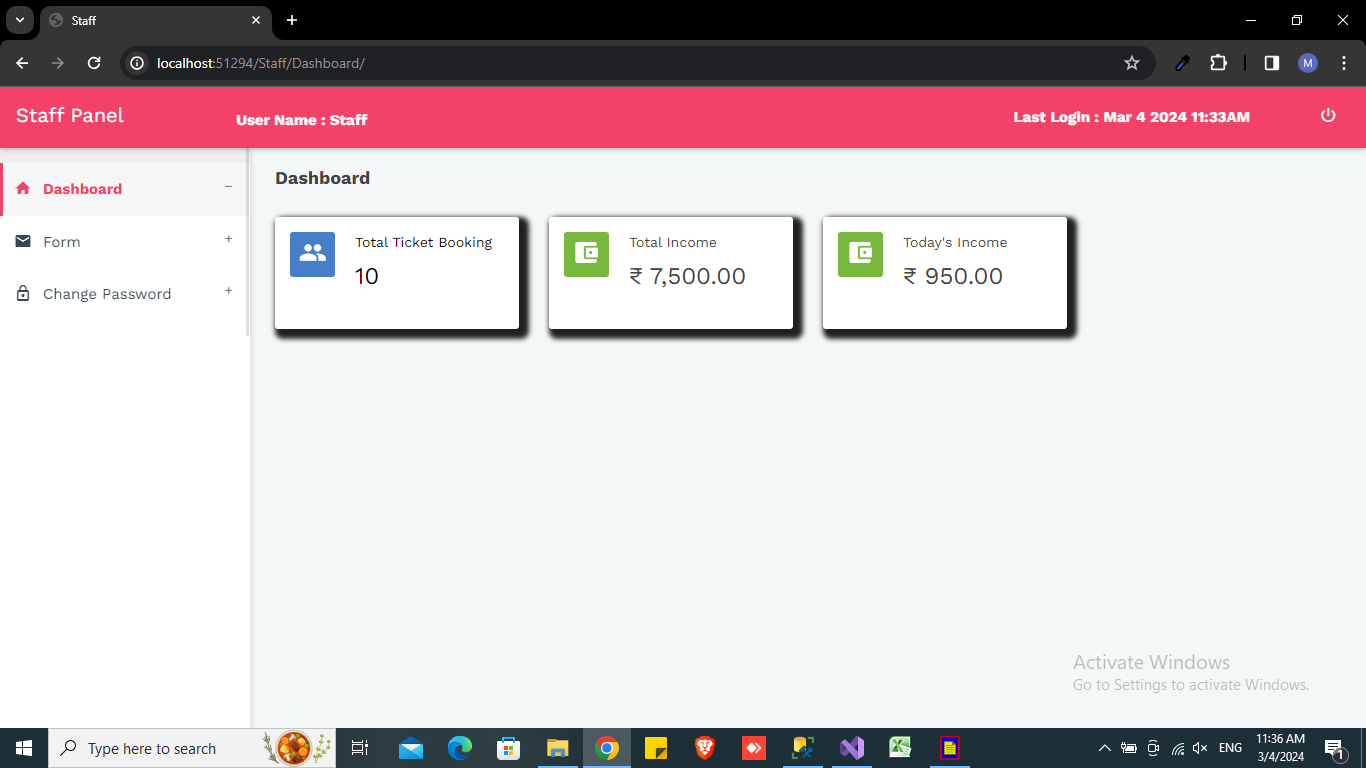 Staff
localhost:51294/Staff/Dashboard/
M
Staff Panel
User Name : Staff
Last Login : Mar 4 2024 11:33AM
Dashboard
Form
Change Password
Dashboard
Total Ticket Booking
10
Total Income
₹ 7,500.00
Today's Income
₹ 950.00
Activate Windows
Go to Settings to activate Windows.
Type here to search
ENG
11:36 AM
3/4/2024
1